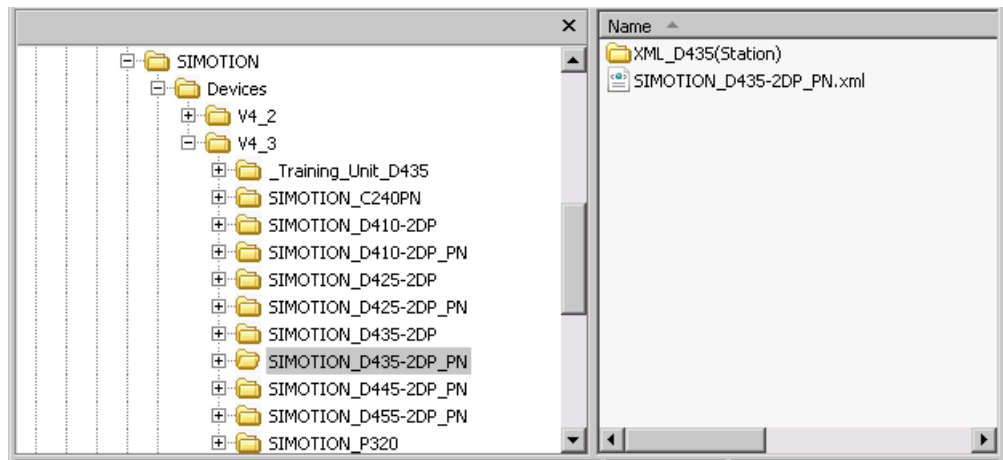 SIMOTION
Devices
V4_2
V4_3
_Training_Unit_D435
SIMOTION_C240PN
SIMOTION_D410-2DP
SIMOTION_D410-2DP_PN
SIMOTION_D425-2DP
SIMOTION_D425-2DP_PN
SIMOTION_D435-2DP
SIMOTION_D435-2DP_PN
SIMOTION_D445-2DP_PN
SIMOTION_D455-2DP_PN
SIMOTION_P320
Name
XML_D435(Station)
SIMOTION_D435-2DP_PN.xml